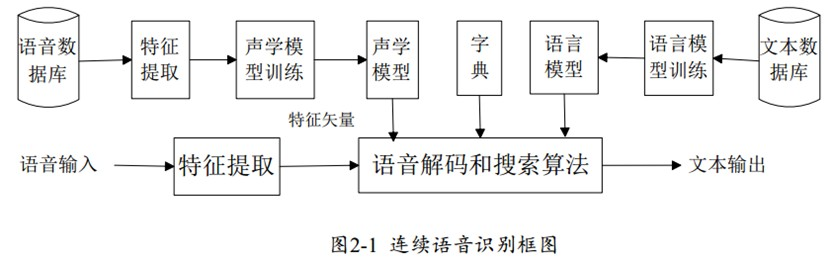 语音数
据库
特征
提取
声学模
型训练
声学
模型
字
典
语言
模型
语言模
型训练
文本数
据库
特征矢量
语音输入
特征提取
语音解码和搜索算法
文本输出
图2-1 连续语音识别框图